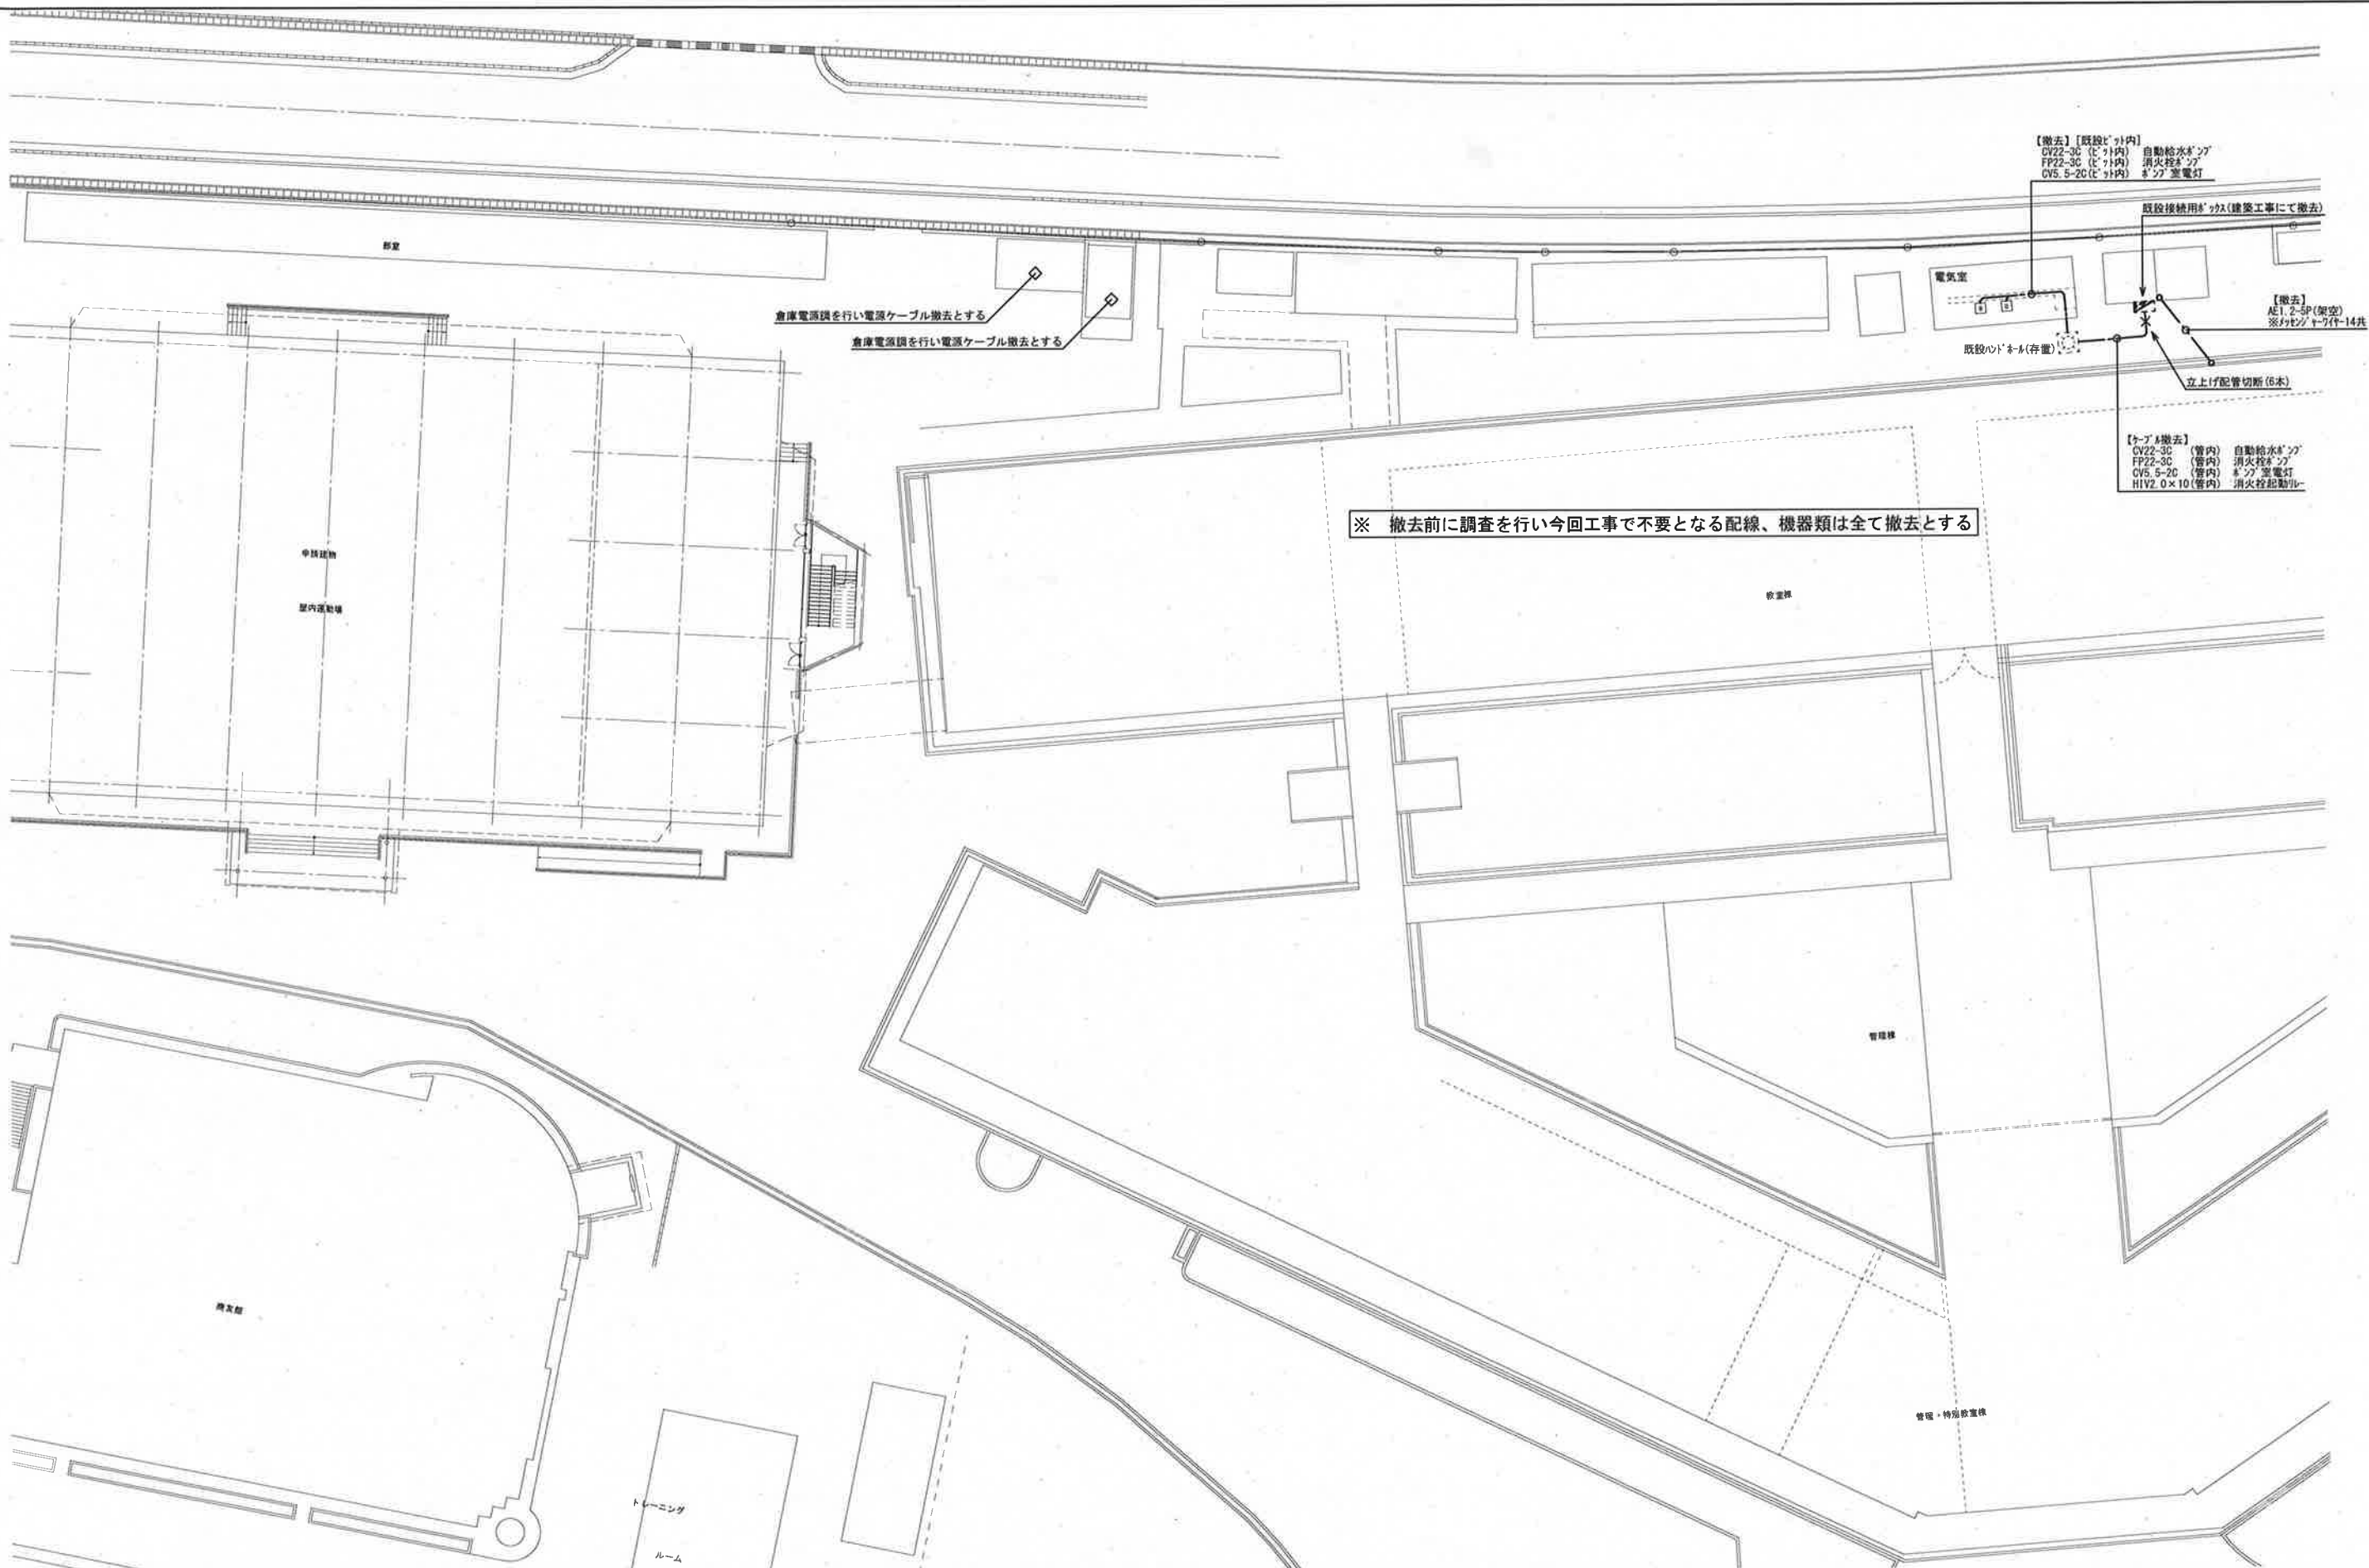 【撤去】[既設ﾋﾟｯﾄ内]
CV22-3C (ﾋﾟｯﾄ内) 自動給水ﾎﾟﾝﾌﾟ
FP22-3C (ﾋﾟｯﾄ内) 消火栓ﾎﾟﾝﾌﾟ
CV5.5-2C(ﾋﾟｯﾄ内) ﾎﾟﾝﾌﾟ室電灯
既設接続用ﾎﾞｯｸｽ(建築工事にて撤去)
部室
電気室
【撤去】
AE1.2-5P(架空)
※ﾒｯｾﾝｼﾞｬｰﾜｲﾔｰ14共
倉庫電源調を行い電源ケーブル撤去とする
倉庫電源調を行い電源ケーブル撤去とする
既設ﾊﾝﾄﾞﾎｰﾙ(存置)
立上げ配管切断(6本)
【ｹｰﾌﾞﾙ撤去】
CV22-3C (管内) 自動給水ﾎﾟﾝﾌﾟ
FP22-3C (管内) 消火栓ﾎﾟﾝﾌﾟ
CV5.5-2C (管内) ﾎﾟﾝﾌﾟ室電灯
HIV2.0×10(管内) 消火栓起動ﾘﾚｰ
※ 撤去前に調査を行い今回工事で不要となる配線、機器類は全て撤去とする
申請建物
屋内運動場
教室棟
管理棟
商友館
管理・特別教室棟
トレーニング
ルーム